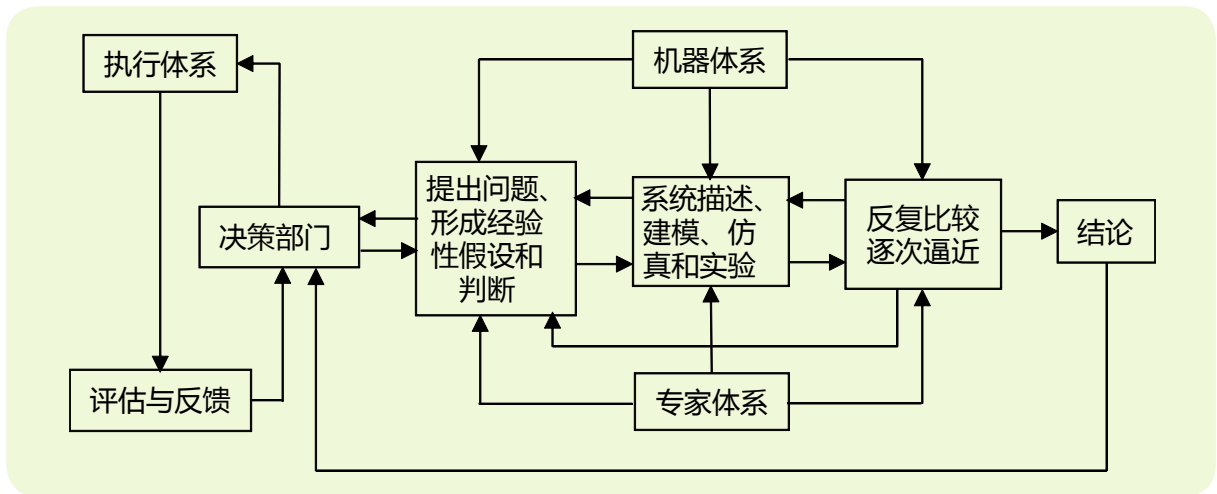 执行体系
机器体系
提出问题、
形成经验
性假设和
判断
系统描述、
建模、仿
真和实验
反复比较
逐次逼近
结论
决策部门
评估与反馈
专家体系